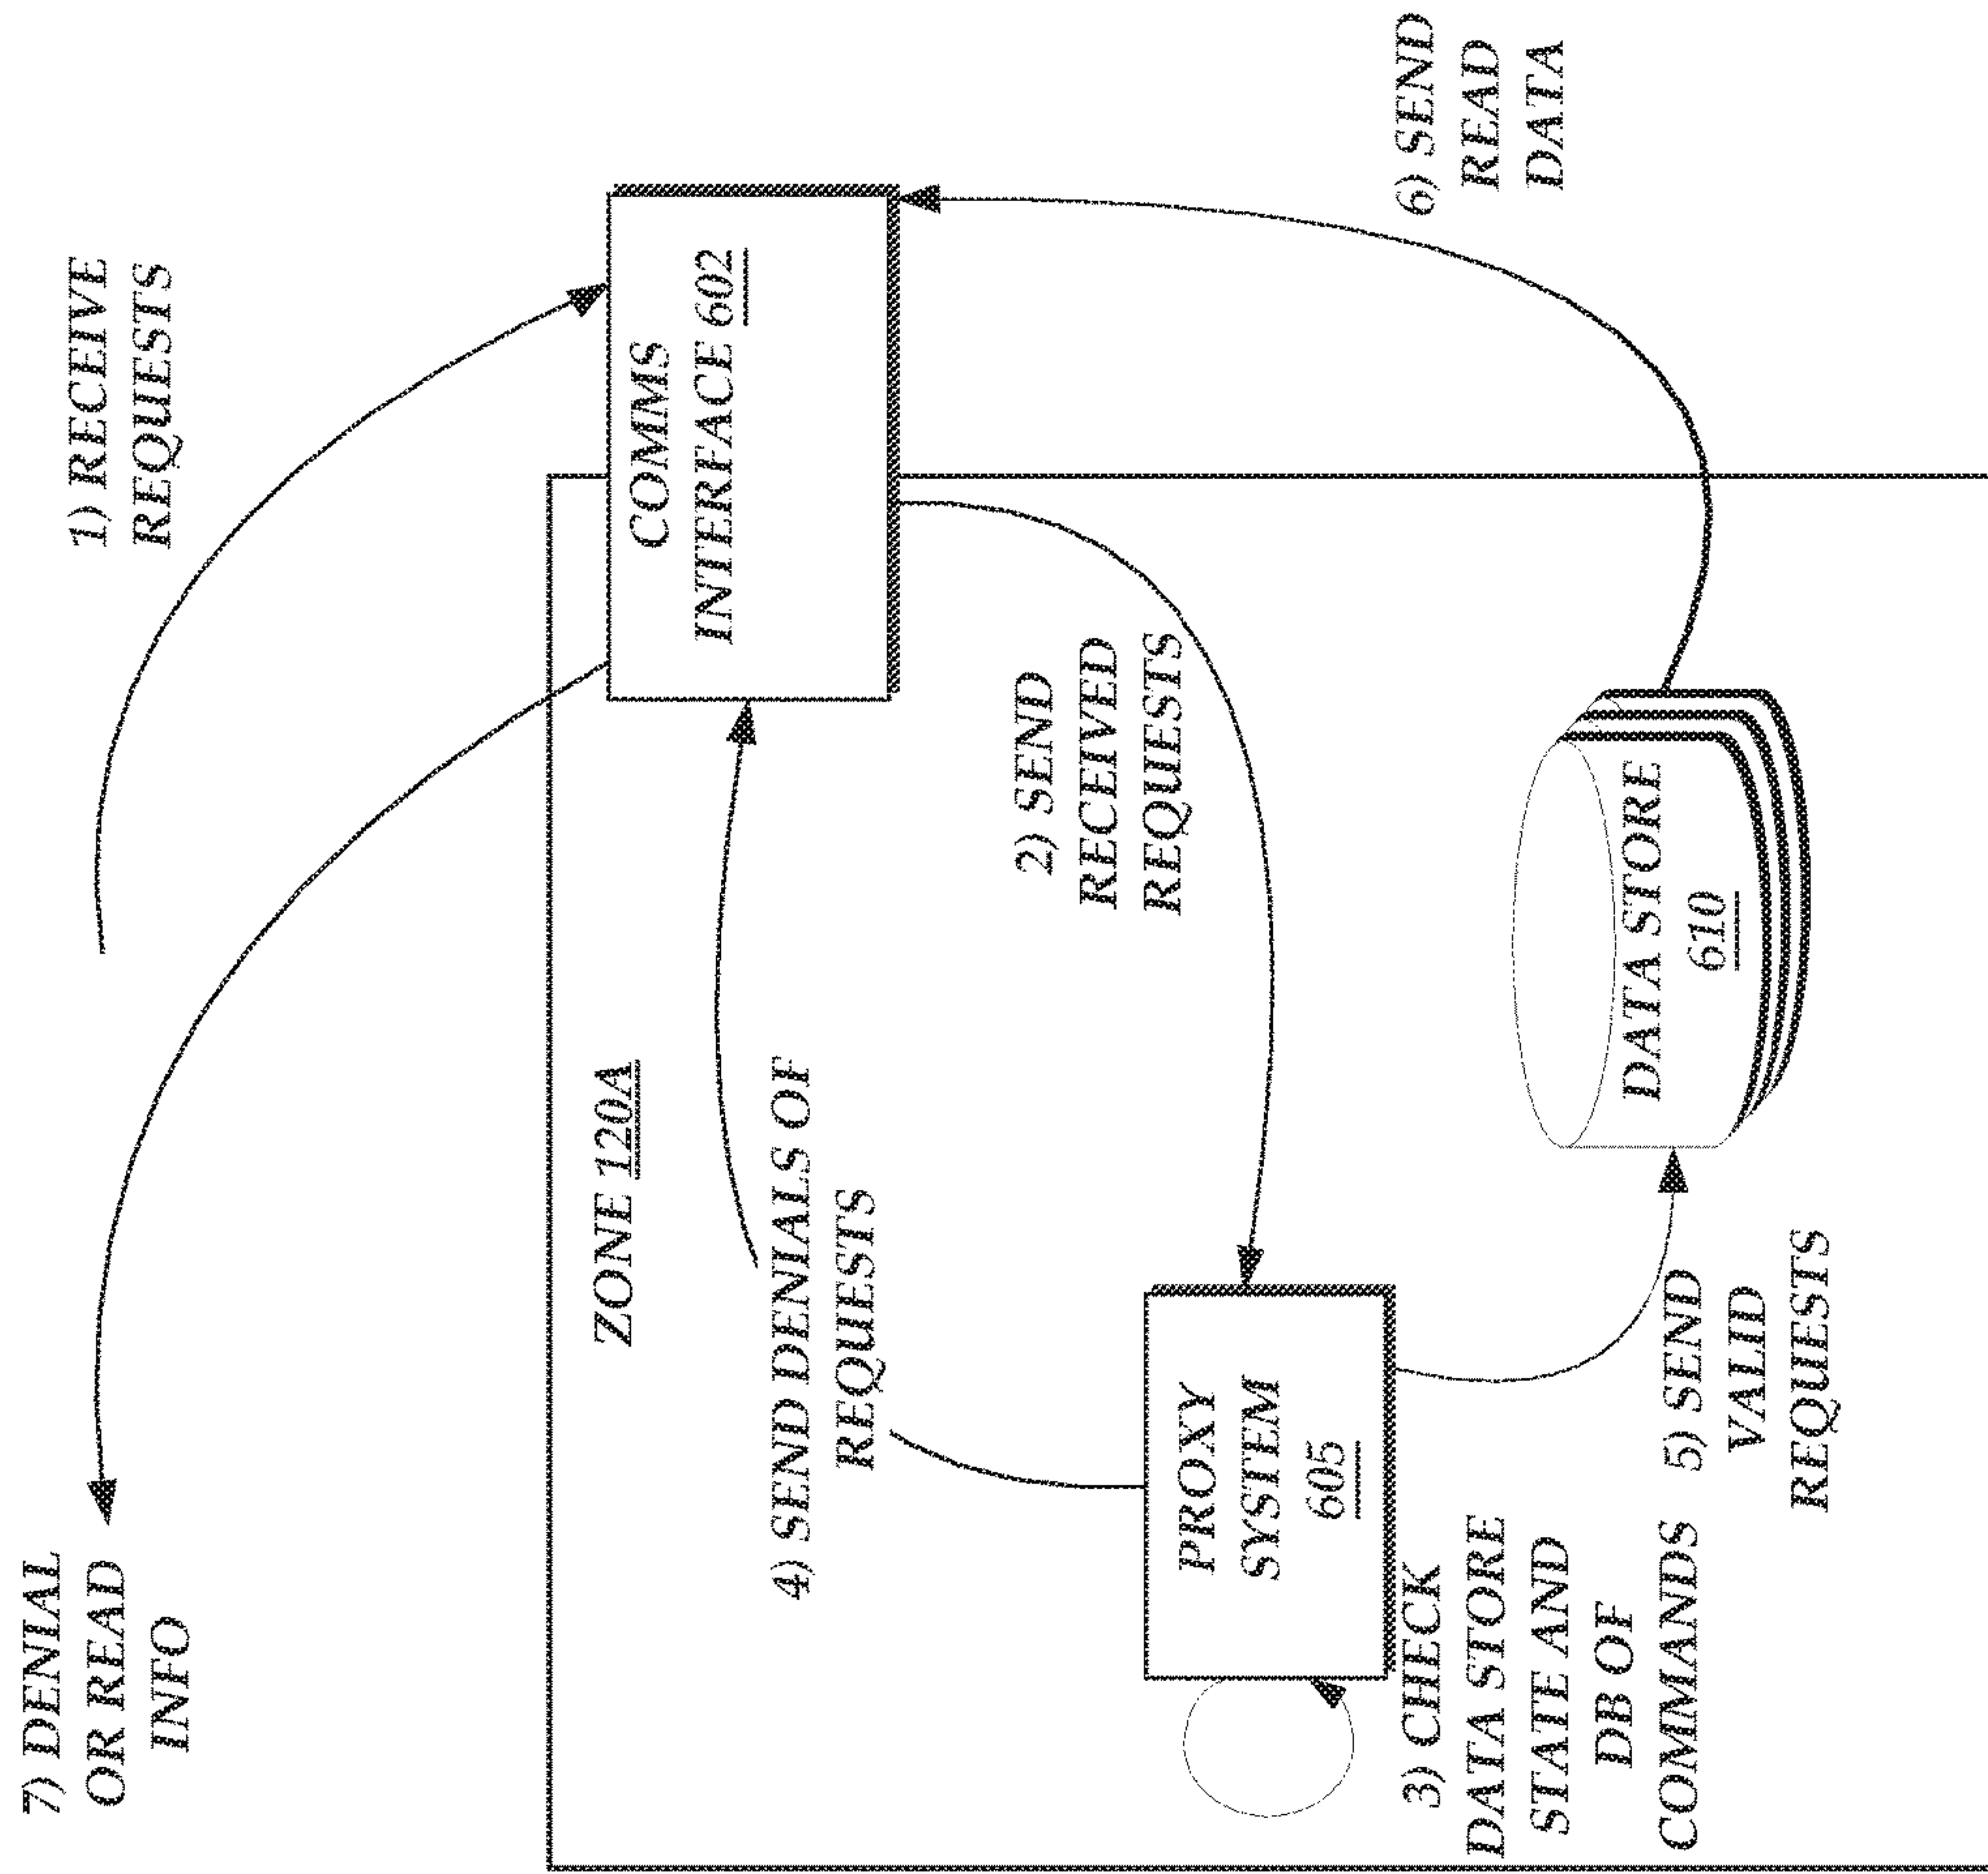 7) DENIAL
OR READ
INFO
1) RECEIVE
REQUESTS
ZONE 120A
COMMS
INTERFACE 602
4) SEND DENIALS OF
REQUESTS
2) SEND
RECEIVED
REQUESTS
PROXY
SYSTEM
605
3) CHECK
DATA STORE
STATE AND
DB OF
COMMANDS
5) SEND
VALID
REQUESTS
DATA STORE
610
6) SEND
READ
DATA